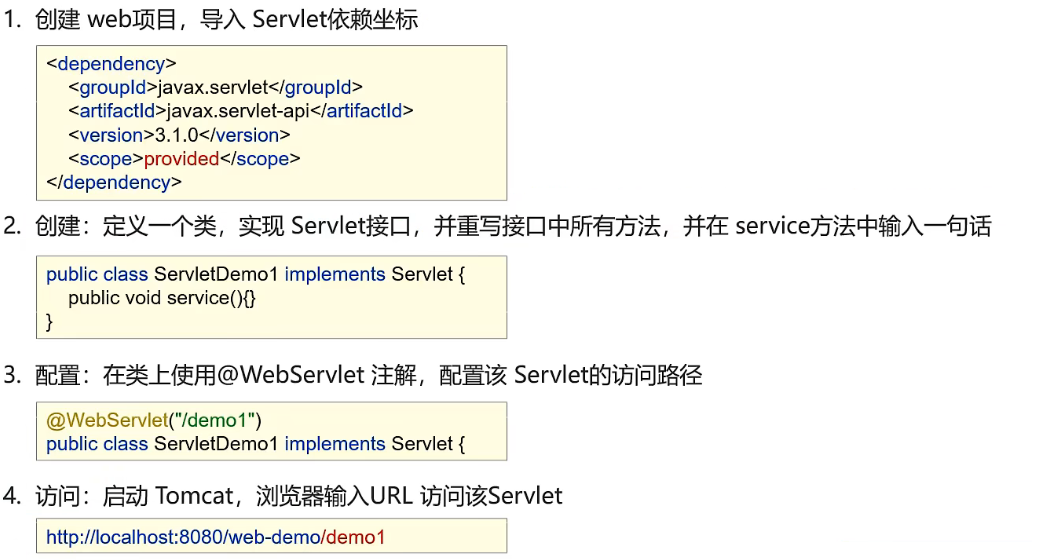 1. 创建 web项目，导入 Servlet依赖坐标
<dependency>
<groupId>javax.servlet</groupId>
<artifactId>javax.servlet-api</artifactId>
<version>3.1.0</version>
<scope>provided</scope>
</dependency>
2. 创建：定义一个类，实现 Servlet接口，并重写接口中所有方法，并在 service方法中输入一句话
public class ServletDemo1 implements Servlet {
public void service(){}
}
3. 配置：在类上使用@WebServlet 注解，配置该 Servlet的访问路径
@WebServlet("/demo1")
public class ServletDemo1 implements Servlet {
4. 访问：启动 Tomcat，浏览器输入URL 访问该Servlet
http://localhost:8080/web-demo/demo1